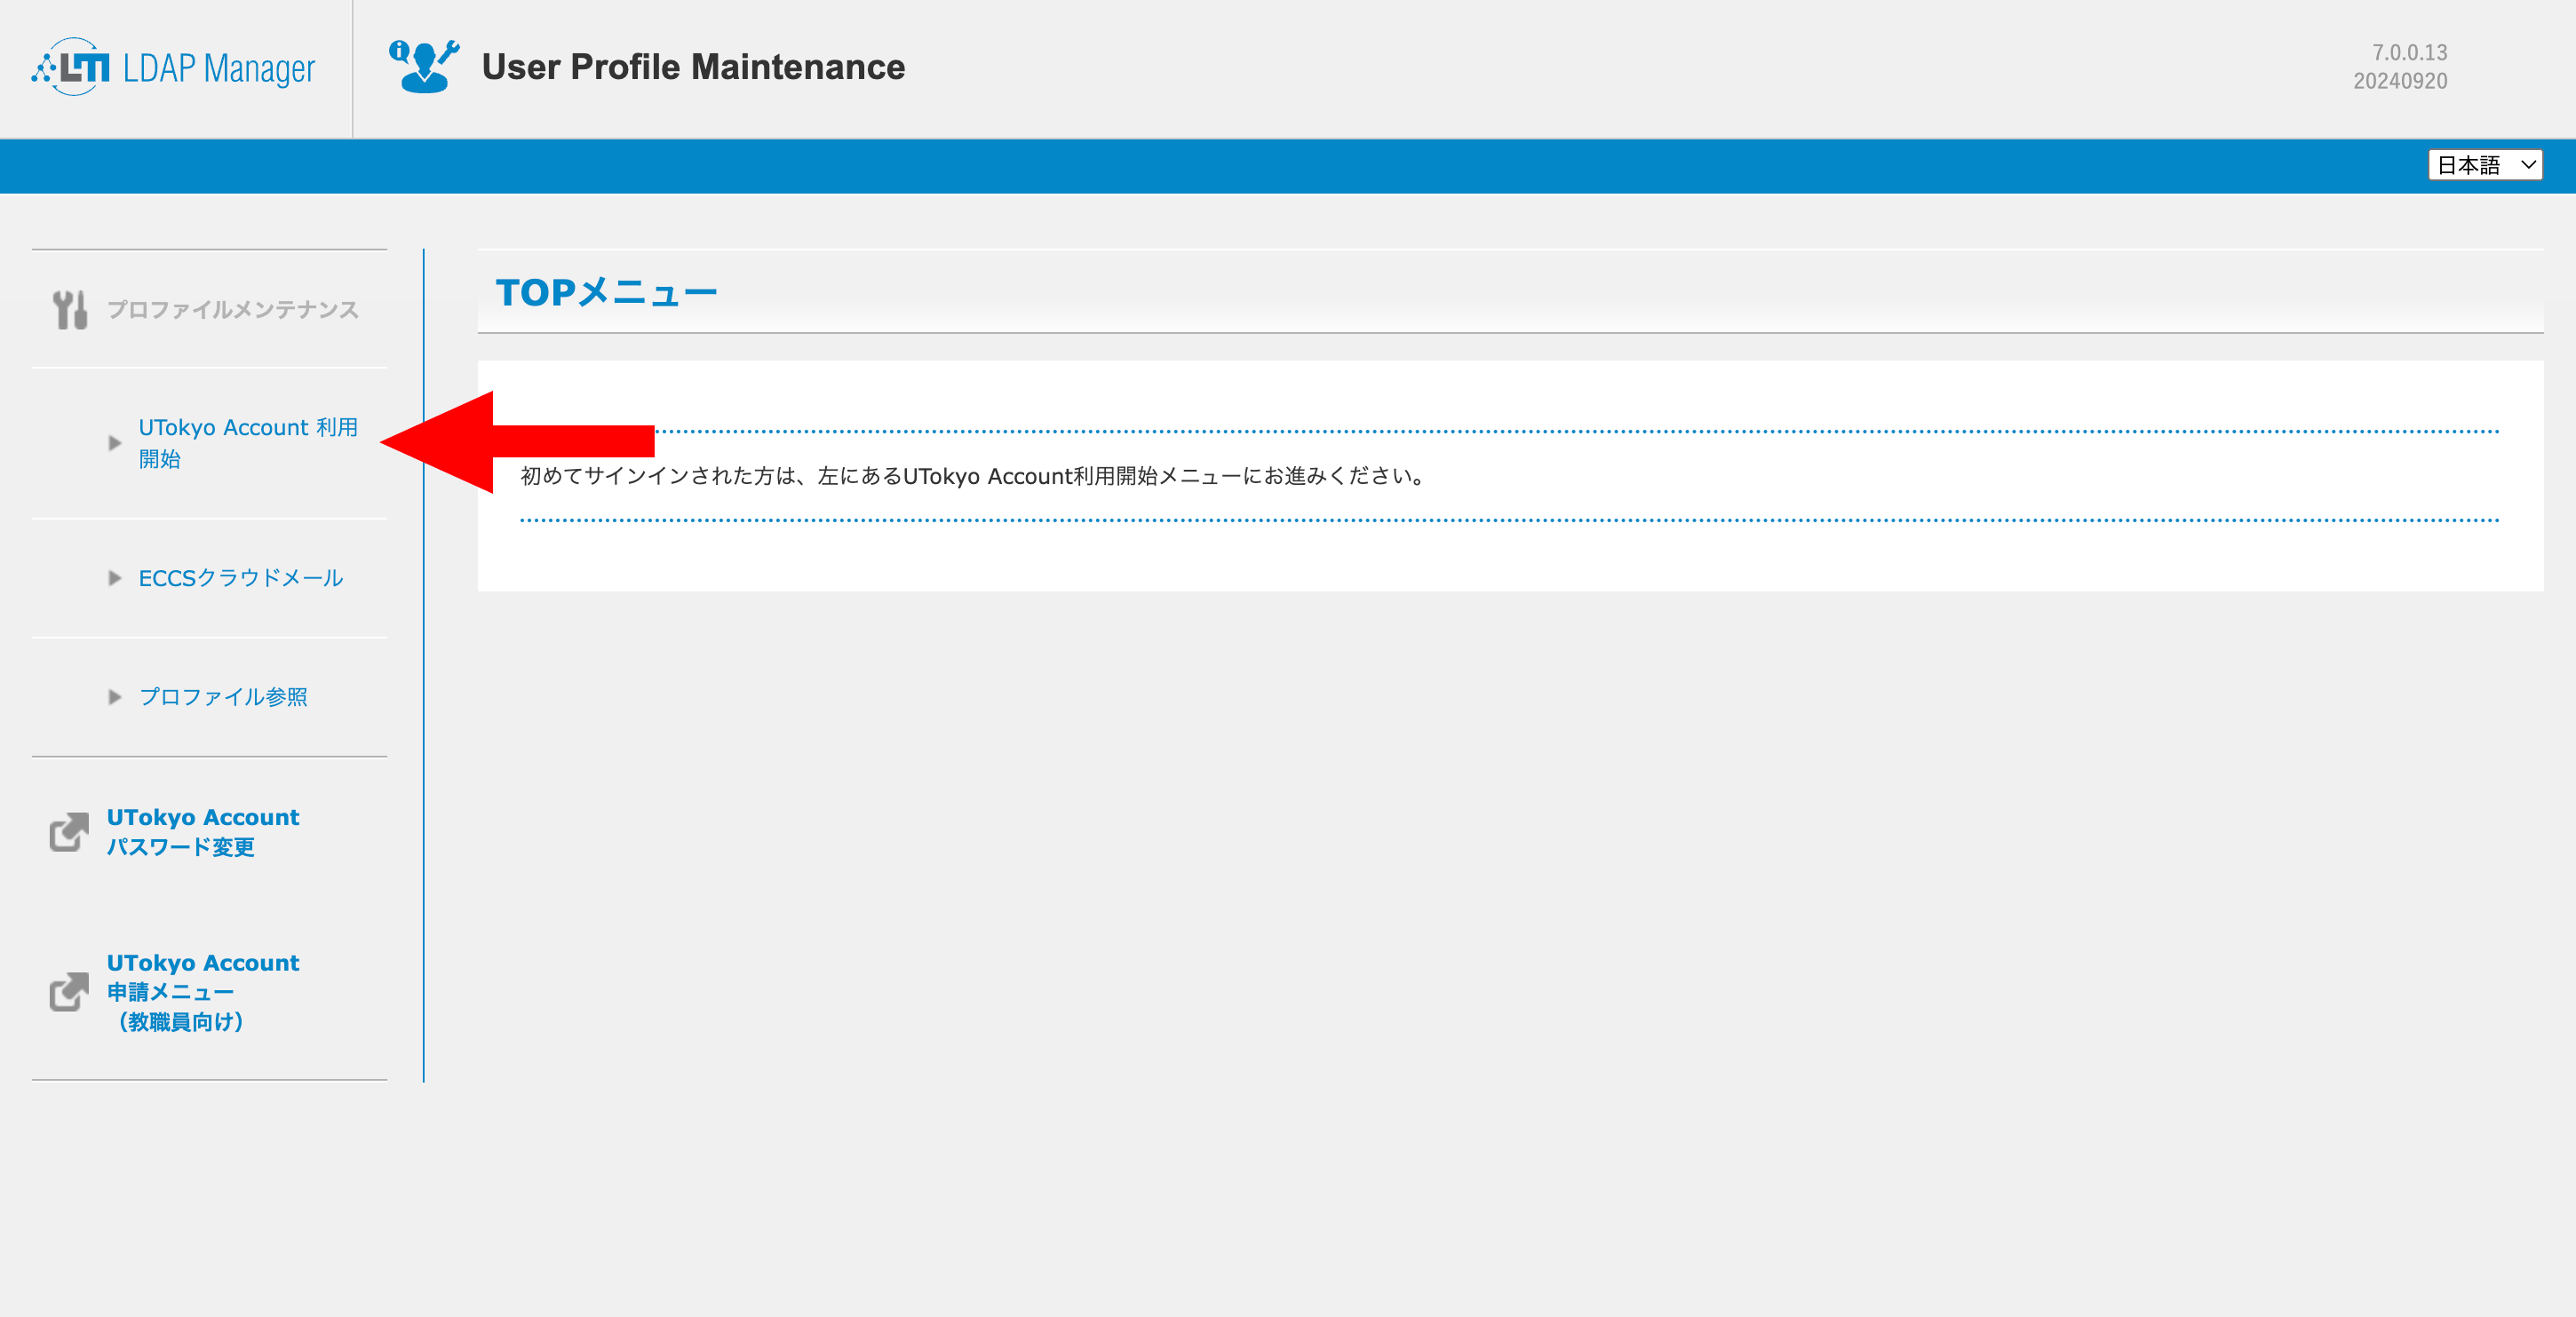 LDAP Manager
User Profile Maintenance
7.0.0.13
20240920
日本語
プロファイルメンテナンス
UTokyo Account 利用
開始
ECCSクラウドメール
プロファイル参照
UTokyo Account
パスワード変更
UTokyo Account
申請メニュー
（教職員向け）
TOPメニュー
初めてサインインされた方は、左にあるUTokyo Account利用開始メニューにお進みください。